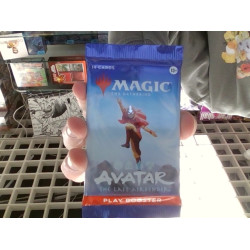 MAGIC
THE GATHERING
AVATAR
THE LAST AIRBENDER
PLAY BOOSTER